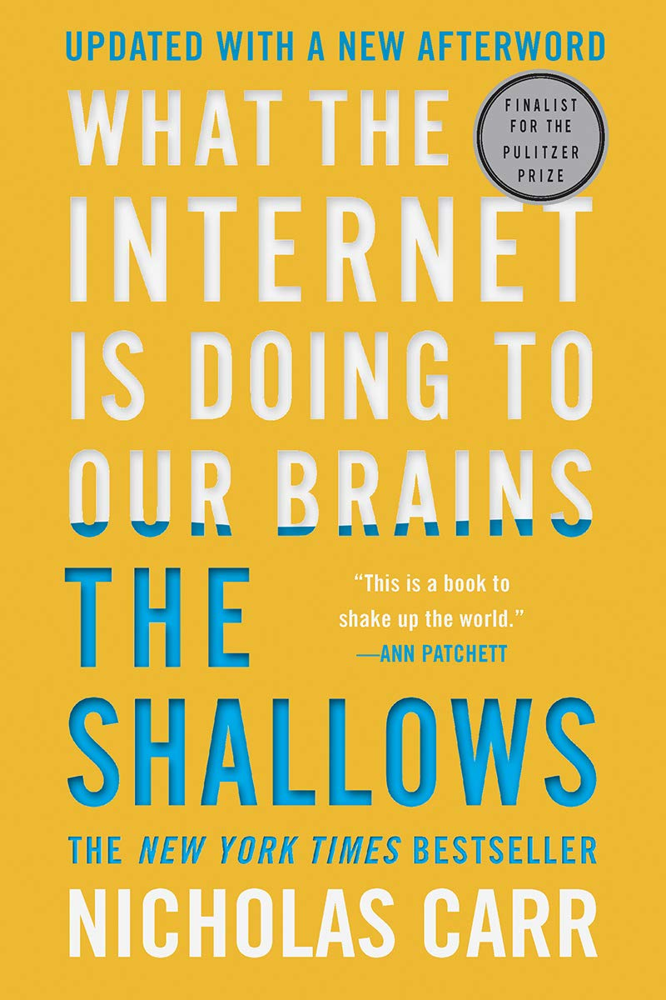 UPDATED WITH A NEW AFTERWORD
WHAT THE
FINALIST
FOR THE
PULITZER
PRIZE
INTERNET
IS DOING TO
OUR BRAINS
THE
“This is a book to
shake up the world.”
—ANN PATCHETT
SHALLOWS
THE NEW YORK TIMES BESTSELLER
NICHOLAS CARR